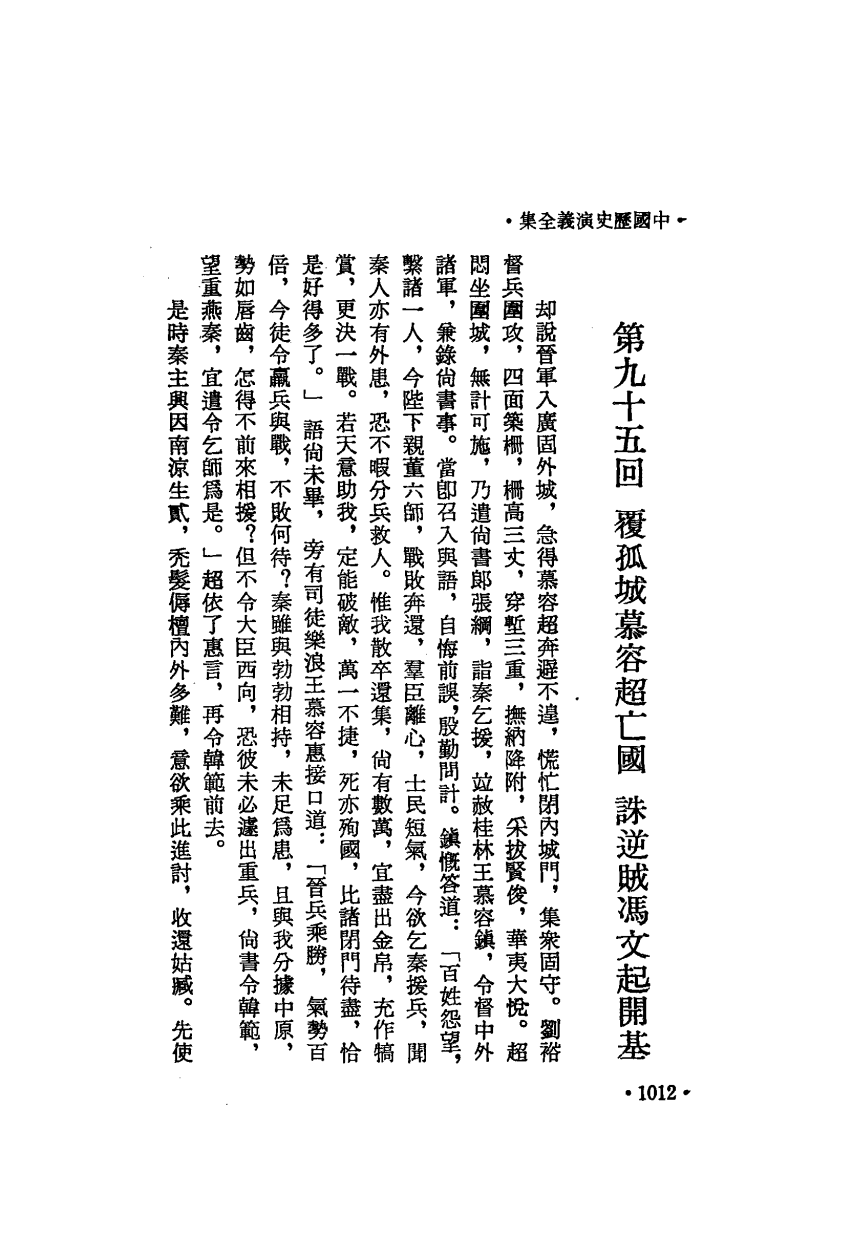 •中國歷史演義全集•
第九十五回 覆孤城慕容超亡國 誅逆賊馮文起開基
却說晉軍入廣固外城，急得慕容超奔避不遑，慌忙閉內城門，集衆固守。劉裕
督兵圍攻，四面築柵，柵高三丈，穿塹三重，撫納降附，采拔賢俊，華夷大悅。超
悶坐圍城，無計可施，乃遣尙書郞張綱，詣秦乞援，竝赦桂林王慕容鎮，令督中外
諸軍，兼錄尙書事。當卽召入與語，自悔前誤，殷勤問計。鎮慨答道：「百姓怨望，
繫諸一人，今陛下親董六師，戰敗奔還，羣臣離心，士民短氣，今欲乞秦援兵，聞
秦人亦有外患，恐不暇分兵救人。惟我散卒還集，尙有數萬，宜盡出金帛，充作犒
賞，更決一戰。若天意助我，定能破敵，萬一不捷，死亦殉國，比諸閉門待盡，恰
是好得多了。」語尙未畢，旁有司徒樂浪王慕容惠接口道：「晉兵乘勝，氣勢百
倍，今徒令羸兵與戰，不敗何待？秦雖與勃勃相持，未足爲患，且與我分據中原，
勢如唇齒，怎得不前來相援？但不令大臣西向，恐彼未必遽出重兵，尙書令韓範，
望重燕秦，宜遣令乞師爲是。」超依了惠言，再令韓範前去。
是時秦主興因南涼生貳，禿髮傉檀內外多難，意欲乘此進討，收還姑臧。先使
•1012•